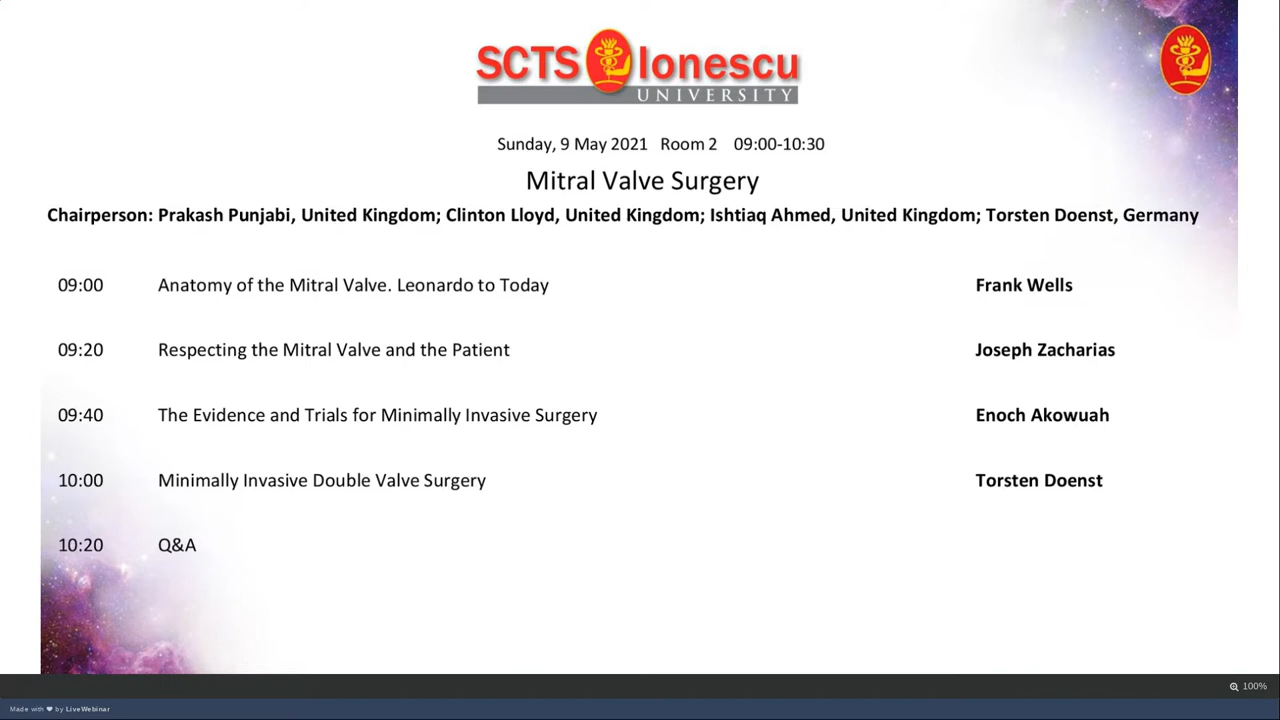 SCTS Ionescu
UNIVERSITY
Sunday, 9 May 2021 Room 2 09:00-10:30
Mitral Valve Surgery
Chairperson: Prakash Punjabi, United Kingdom; Clinton Lloyd, United Kingdom; Ishtiaq Ahmed, United Kingdom; Torsten Doenst, Germany
09:00 Anatomy of the Mitral Valve. Leonardo to Today Frank Wells
09:20 Respecting the Mitral Valve and the Patient Joseph Zacharias
09:40 The Evidence and Trials for Minimally Invasive Surgery Enoch Akowuah
10:00 Minimally Invasive Double Valve Surgery Torsten Doenst
10:20 Q&A
100%
Made with ❤ by LiveWebinar